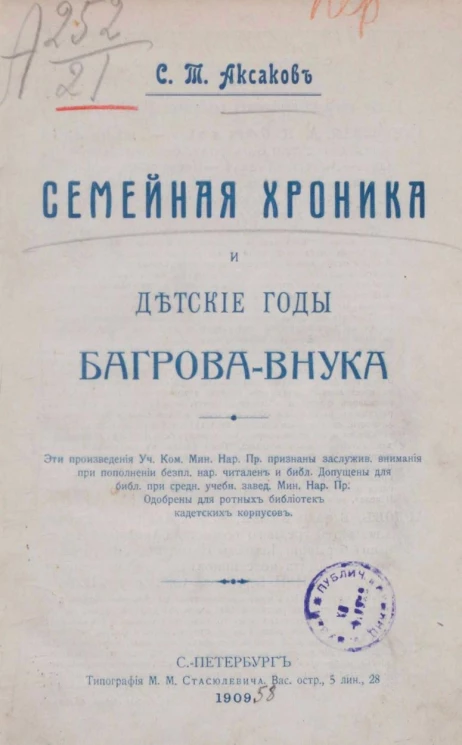 А 252
21
С. Т. Аксаковъ
СЕМЕЙНАЯ ХРОНИКА
И
ДѢТСКІЕ ГОДЫ
БАГРОВА-ВНУКА
Эти произведенія Уч. Ком. Мин. Нар. Пр. признаны заслужив. вниманія
при пополненіи безпл. нар. читаленъ и библ. Допущены для
библ. при средн. учебн. завед. Мин. Нар. Пр.
Одобрены для ротныхъ библіотекъ
кадетскихъ корпусовъ.
ПУБЛИЧ
С.-ПЕТЕРБУРГЪ
Типографія М. М. Стасюлевича, Вас. остр., 5 лин., 28
1909 58